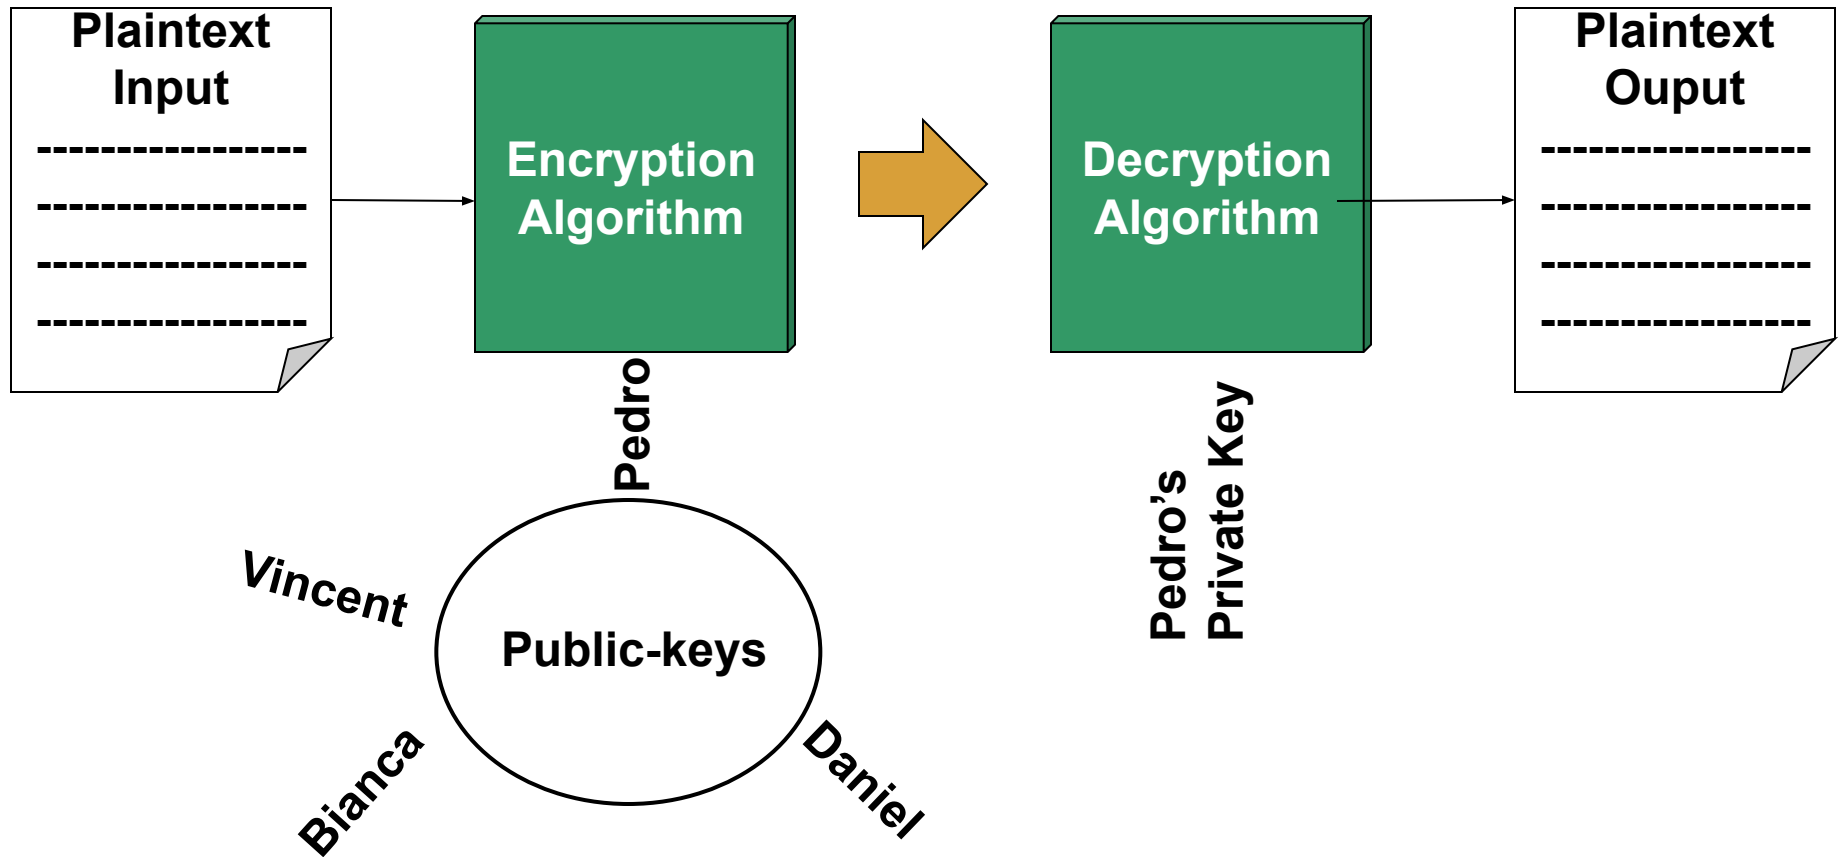 Plaintext
Input
-----------------
-----------------
-----------------
-----------------
Encryption
Algorithm
Decryption
Algorithm
Plaintext
Ouput
-----------------
-----------------
-----------------
-----------------
Pedro
Vincent
Bianca
Daniel
Public-keys
Pedro’s
Private Key